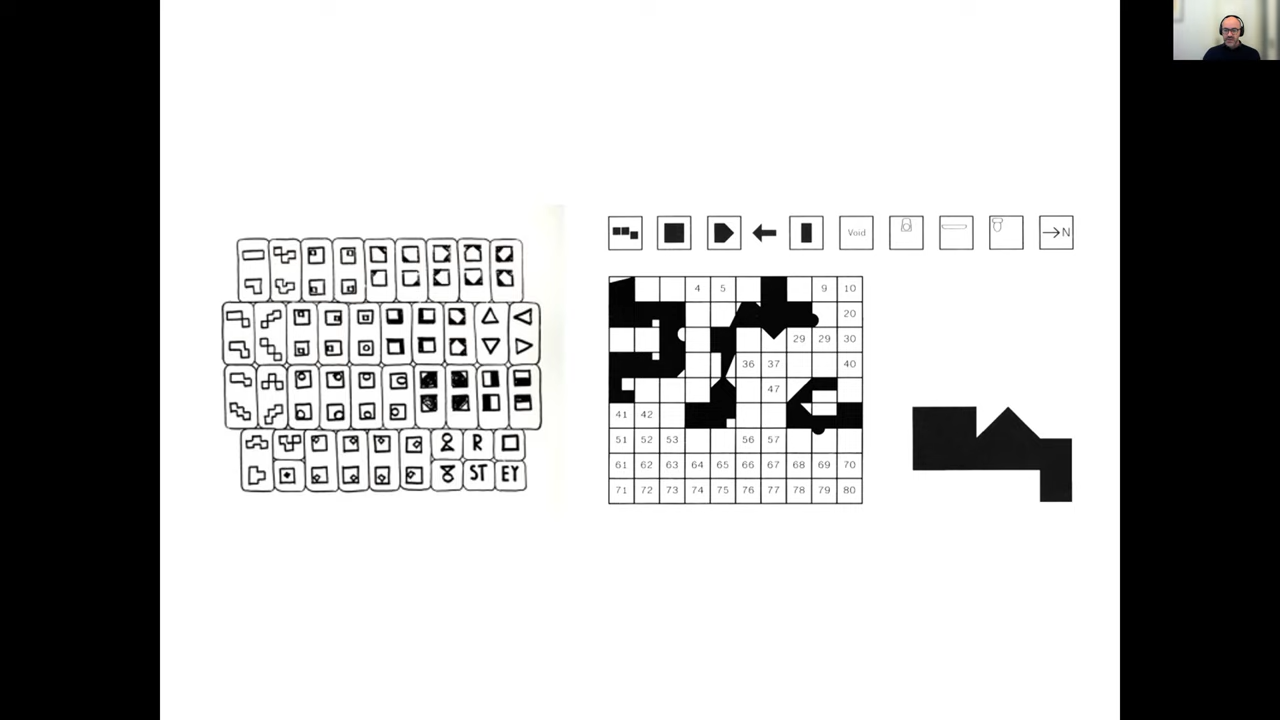 R
ST EY
Void
N
4 5 9 10
20
29 29 30
36 37 40
47
41 42
51 52 53 56 57
61 62 63 64 65 66 67 68 69 70
71 72 73 74 75 76 77 78 79 80